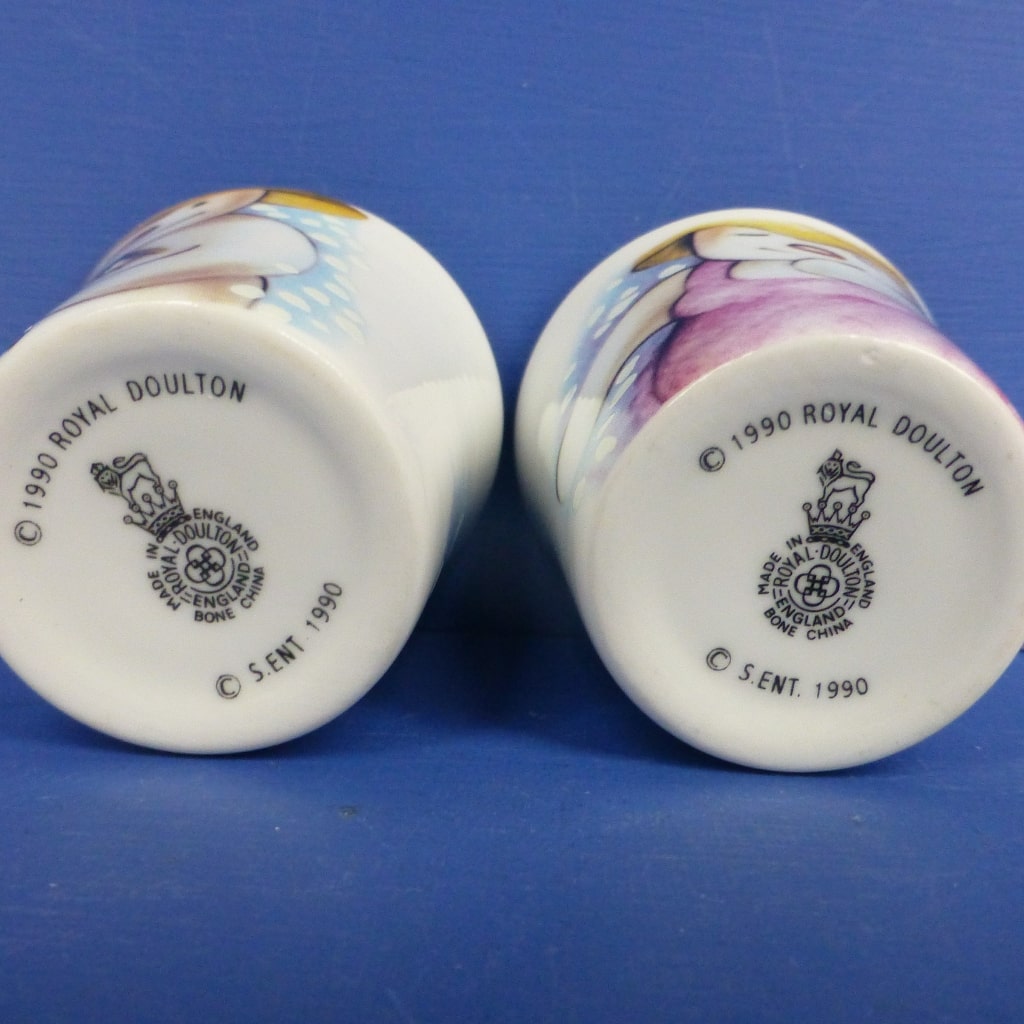 © 1990 ROYAL DOULTON
MADE IN ENGLAND
ROYAL·DOULTON
ENGLAND
BONE CHINA
© S.ENT 1990
© 1990 ROYAL DOULTON
MADE IN ENGLAND
ROYAL·DOULTON
ENGLAND
BONE CHINA
© S.ENT. 1990